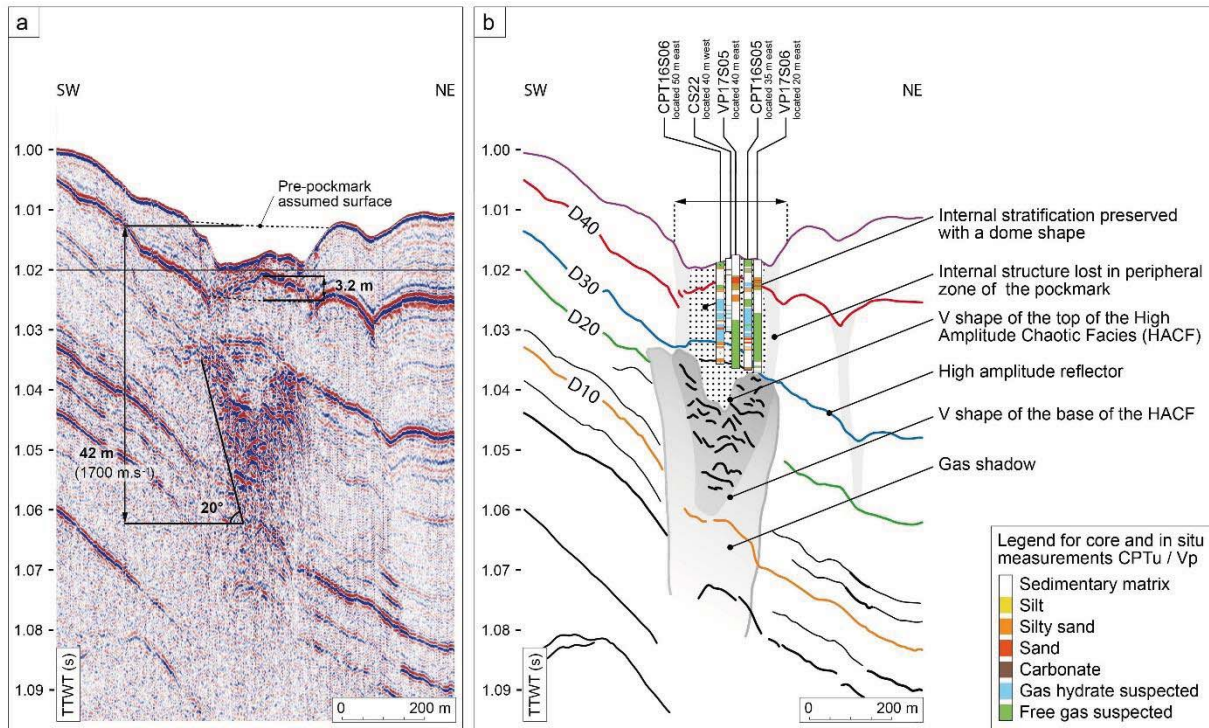 a
SW
NE
1.00
1.01
1.02
1.03
1.04
1.05
1.06
1.07
1.08
1.09
TTWT (s)
Pre-pockmark
assumed surface
3.2 m
42 m
(1700 m.s⁻¹)
20°
0 200 m
b
CPT16S06
located 50 m east
CS22
located 40 m west
VP17S05
located 40 m east
CPT16S05
located 35 m east
VP17S06
located 20 m east
SW
NE
1.00
1.01
1.02
1.03
1.04
1.05
1.06
1.07
1.08
1.09
TTWT (s)
D40
D30
D20
D10
Internal stratification preserved
with a dome shape
Internal structure lost in peripheral
zone of the pockmark
V shape of the top of the High
Amplitude Chaotic Facies (HACF)
High amplitude reflector
V shape of the base of the HACF
Gas shadow
0 200 m
Legend for core and in situ
measurements CPTu / Vp
Sedimentary matrix
Silt
Silty sand
Sand
Carbonate
Gas hydrate suspected
Free gas suspected